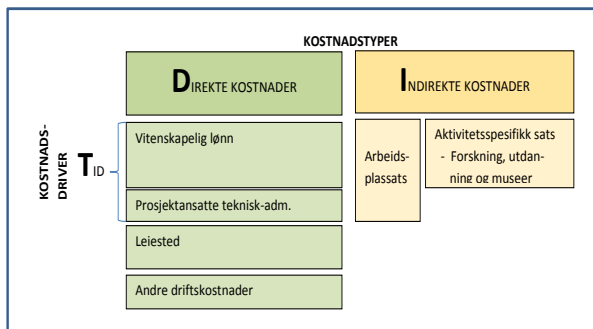 KOSTNADSTYPER
DIREKTE KOSTNADER
INDIREKTE KOSTNADER
KOSTNADS-
DRIVER
TID
Vitenskapelig lønn
Prosjektansatte teknisk-adm.
Leiested
Andre driftskostnader
Arbeids-
plassats
Aktivitetsspesifikk sats
- Forskning, utdan-
ning og museer